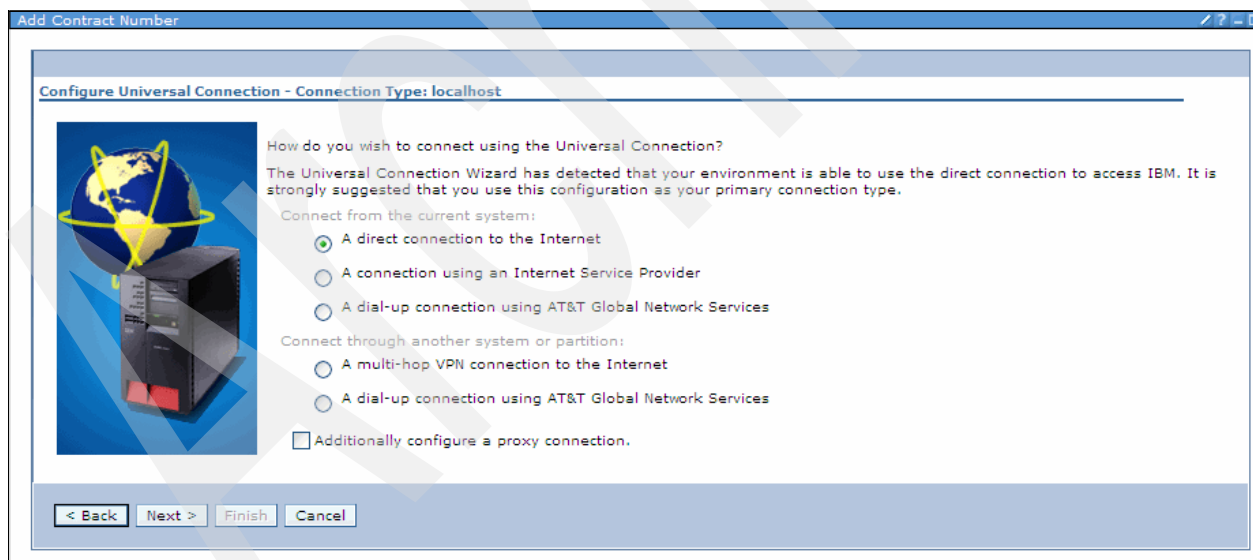 Add Contract Number
Configure Universal Connection - Connection Type: localhost
How do you wish to connect using the Universal Connection?
The Universal Connection Wizard has detected that your environment is able to use the direct connection to access IBM. It is
strongly suggested that you use this configuration as your primary connection type.
Connect from the current system:
A direct connection to the Internet
A connection using an Internet Service Provider
A dial-up connection using AT&T Global Network Services
Connect through another system or partition:
A multi-hop VPN connection to the Internet
A dial-up connection using AT&T Global Network Services
Additionally configure a proxy connection.
< Back Next > Finish Cancel